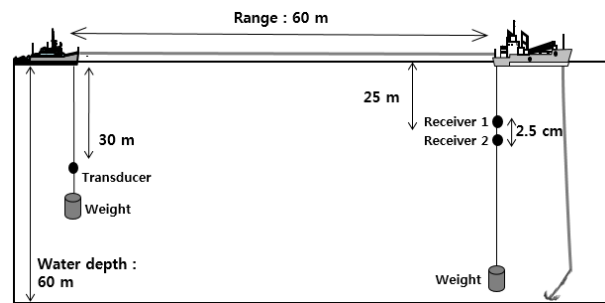 Range : 60 m
25 m
Receiver 1
2.5 cm
Receiver 2
30 m
Transducer
Weight
Water depth :
60 m
Weight